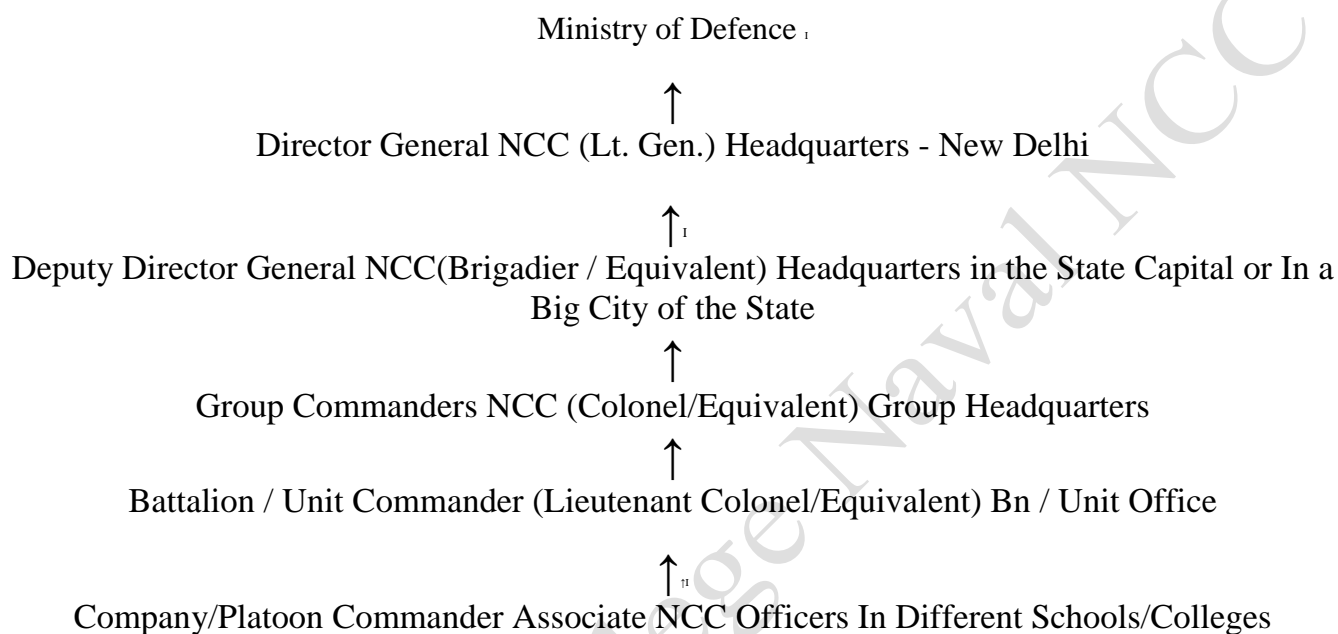 Ministry of Defence I
↑
Director General NCC (Lt. Gen.) Headquarters - New Delhi
↑ I
Deputy Director General NCC(Brigadier / Equivalent) Headquarters in the State Capital or In a
Big City of the State
↑
Group Commanders NCC (Colonel/Equivalent) Group Headquarters
↑
Battalion / Unit Commander (Lieutenant Colonel/Equivalent) Bn / Unit Office
↑ ↑I
Company/Platoon Commander Associate NCC Officers In Different Schools/Colleges
Naval NCC